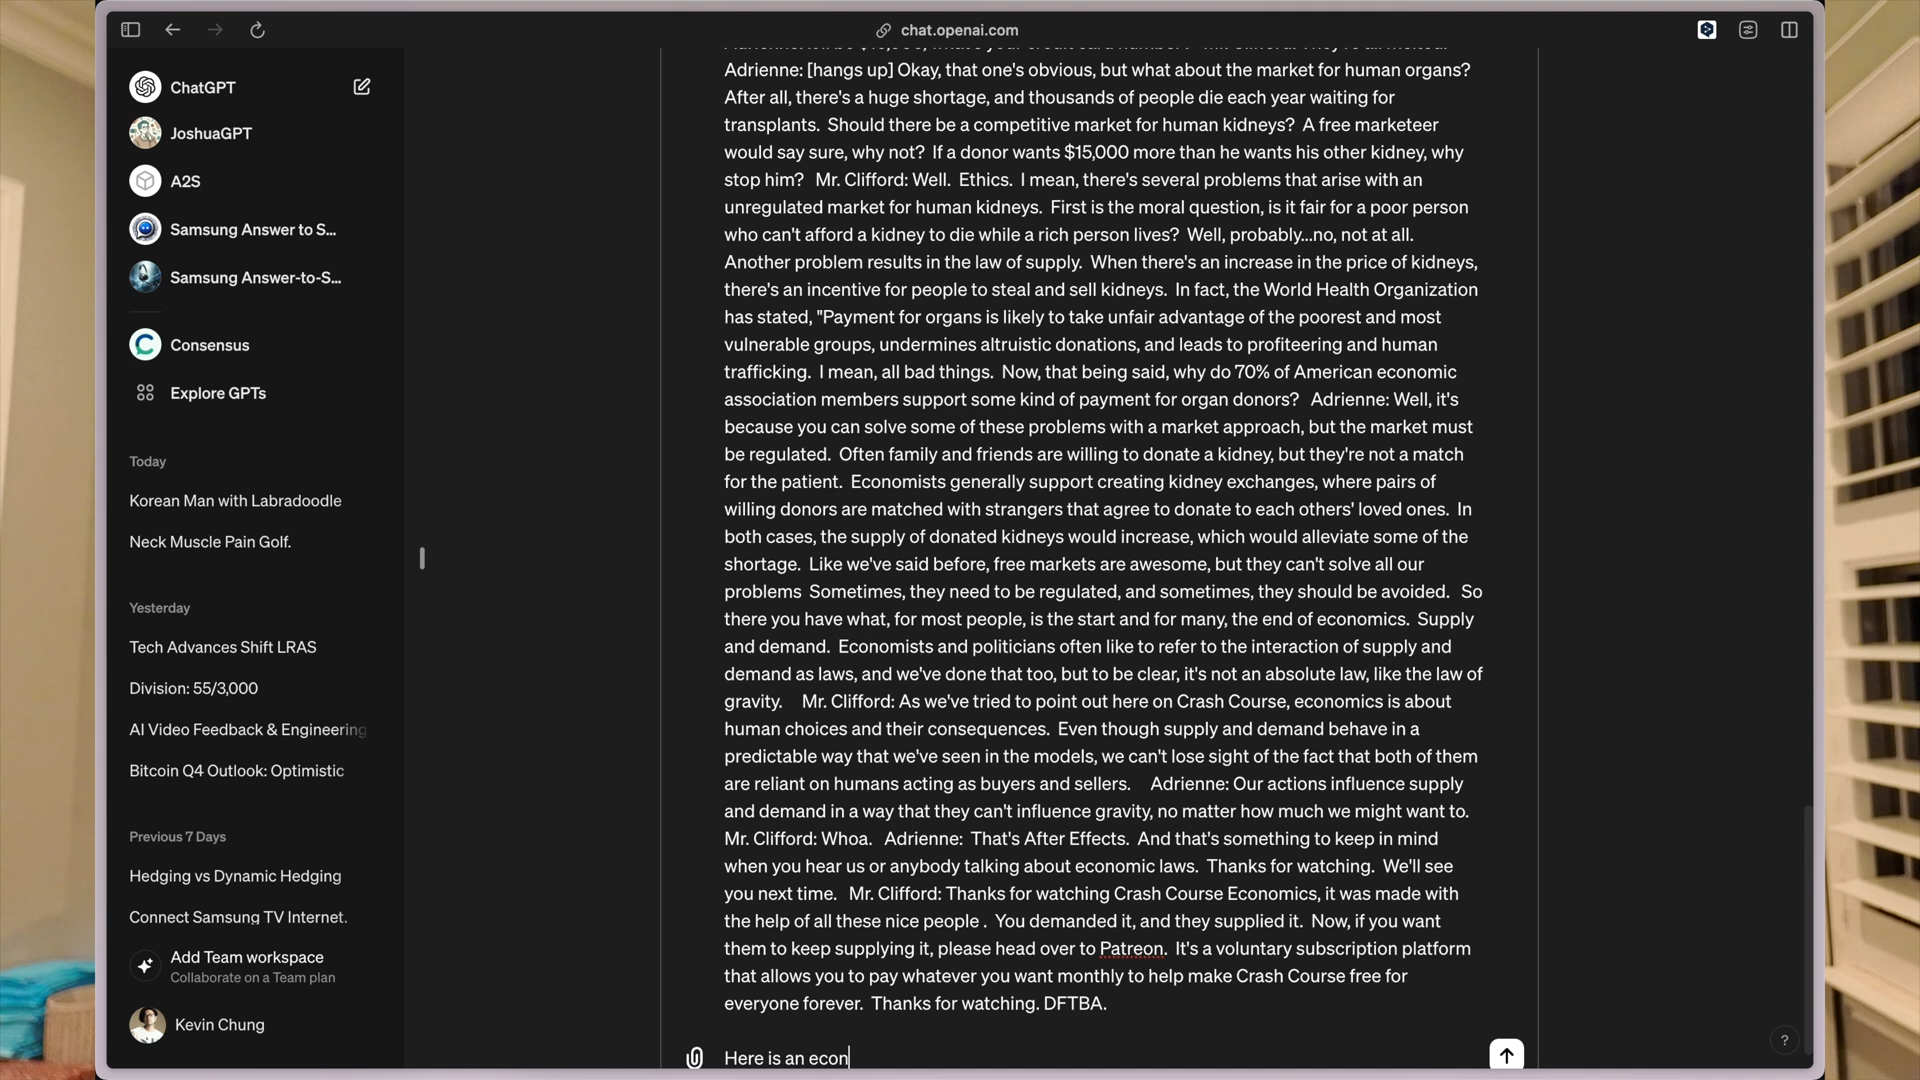 chat.openai.com
ChatGPT
JoshuaGPT
A2S
Samsung Answer to S...
Samsung Answer-to-S...
Consensus
Explore GPTs
Today
Korean Man with Labradoodle
Neck Muscle Pain Golf.
Yesterday
Tech Advances Shift LRAS
Division: 55/3,000
AI Video Feedback & Engineering
Bitcoin Q4 Outlook: Optimistic
Previous 7 Days
Hedging vs Dynamic Hedging
Connect Samsung TV Internet.
Add Team workspace
Collaborate on a Team plan
Kevin Chung
Adrienne: [hangs up] Okay, that one's obvious, but what about the market for human organs?
After all, there's a huge shortage, and thousands of people die each year waiting for
transplants. Should there be a competitive market for human kidneys? A free marketeer
would say sure, why not? If a donor wants $15,000 more than he wants his other kidney, why
stop him? Mr. Clifford: Well. Ethics. I mean, there's several problems that arise with an
unregulated market for human kidneys. First is the moral question, is it fair for a poor person
who can't afford a kidney to die while a rich person lives? Well, probably...no, not at all.
Another problem results in the law of supply. When there's an increase in the price of kidneys,
there's an incentive for people to steal and sell kidneys. In fact, the World Health Organization
has stated, "Payment for organs is likely to take unfair advantage of the poorest and most
vulnerable groups, undermines altruistic donations, and leads to profiteering and human
trafficking. I mean, all bad things. Now, that being said, why do 70% of American economic
association members support some kind of payment for organ donors? Adrienne: Well, it's
because you can solve some of these problems with a market approach, but the market must
be regulated. Often family and friends are willing to donate a kidney, but they're not a match
for the patient. Economists generally support creating kidney exchanges, where pairs of
willing donors are matched with strangers that agree to donate to each others' loved ones. In
both cases, the supply of donated kidneys would increase, which would alleviate some of the
shortage. Like we've said before, free markets are awesome, but they can't solve all our
problems Sometimes, they need to be regulated, and sometimes, they should be avoided. So
there you have what, for most people, is the start and for many, the end of economics. Supply
and demand. Economists and politicians often like to refer to the interaction of supply and
demand as laws, and we've done that too, but to be clear, it's not an absolute law, like the law of
gravity. Mr. Clifford: As we've tried to point out here on Crash Course, economics is about
human choices and their consequences. Even though supply and demand behave in a
predictable way that we've seen in the models, we can't lose sight of the fact that both of them
are reliant on humans acting as buyers and sellers. Adrienne: Our actions influence supply
and demand in a way that they can't influence gravity, no matter how much we might want to.
Mr. Clifford: Whoa. Adrienne: That's After Effects. And that's something to keep in mind
when you hear us or anybody talking about economic laws. Thanks for watching. We'll see
you next time. Mr. Clifford: Thanks for watching Crash Course Economics, it was made with
the help of all these nice people . You demanded it, and they supplied it. Now, if you want
them to keep supplying it, please head over to Patreon. It's a voluntary subscription platform
that allows you to pay whatever you want monthly to help make Crash Course free for
everyone forever. Thanks for watching. DFTBA.
Here is an econ
?